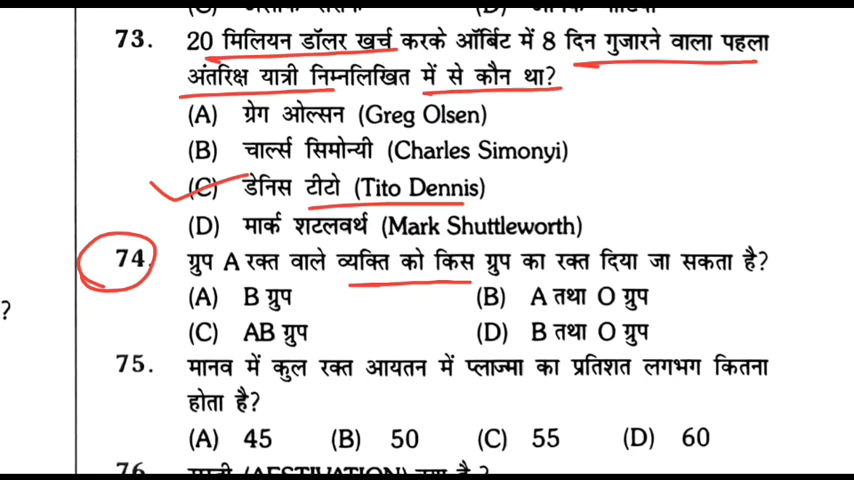 73. 20 मिलियन डॉलर खर्च करके ऑर्बिट में 8 दिन गुजारने वाला पहला
अंतरिक्ष यात्री निम्नलिखित में से कौन था?
(A) ग्रेग ओल्सन (Greg Olsen)
(B) चार्ल्स सिमोन्यी (Charles Simonyi)
(C) डेनिस टीटो (Tito Dennis)
(D) मार्क शटलवर्थ (Mark Shuttleworth)
74. ग्रुप A रक्त वाले व्यक्ति को किस ग्रुप का रक्त दिया जा सकता है?
(A) B ग्रुप (B) A तथा O ग्रुप
?
(C) AB ग्रुप (D) B तथा O ग्रुप
75. मानव में कुल रक्त आयतन में प्लाज्मा का प्रतिशत लगभग कितना
होता है?
(A) 45 (B) 50 (C) 55 (D) 60
76. (AESTIVATION) क्या है ?